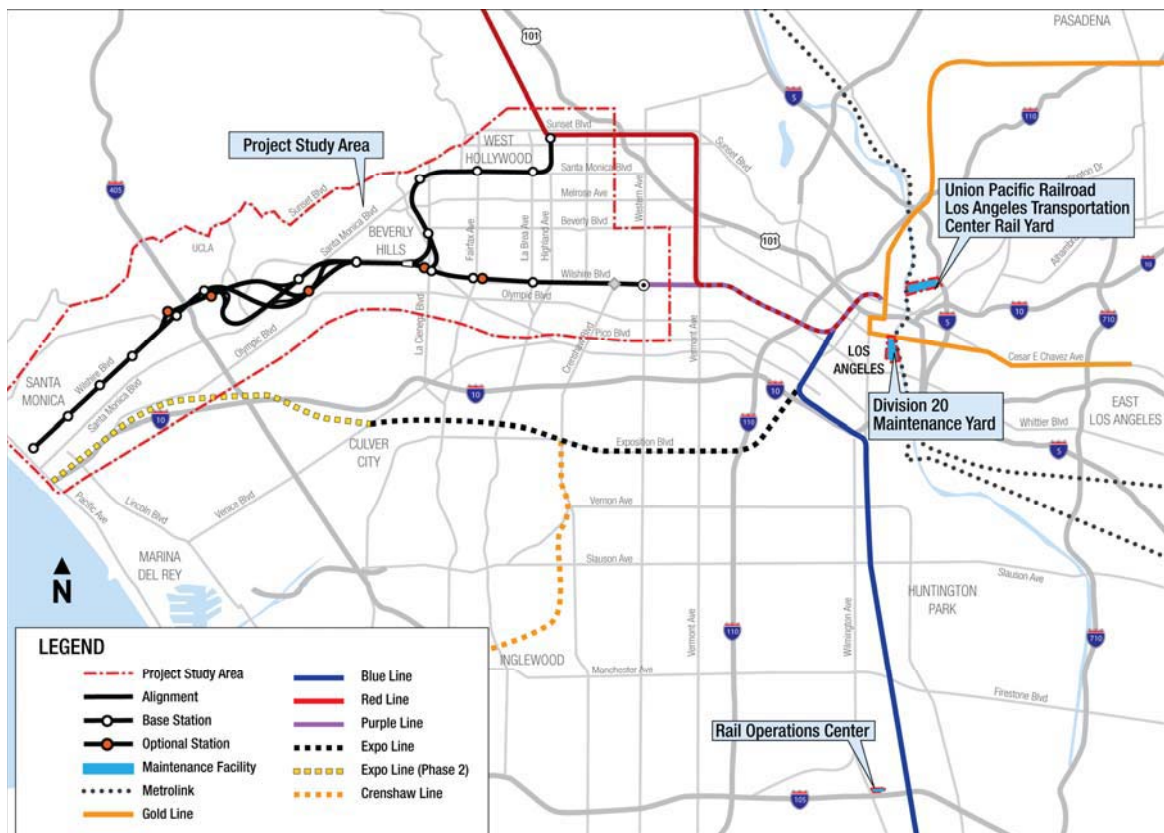 PASADENA
101
5
110
Sunset Blvd
WEST
HOLLYWOOD
Project Study Area
Sunset Blvd
Santa Monica Blvd
Melrose Ave
Western Ave
Union Pacific Railroad
Los Angeles Transportation
Center Rail Yard
405
Sunset Blvd
Santa Monica Blvd
BEVERLY
HILLS
Fairfax Ave
La Brea Ave
Highland Ave
Beverly Blvd
101
UCLA
10
Wilshire Blvd
Olympic Blvd
La Cienega Blvd
Crenshaw Blvd
Pico Blvd
Vermont Ave
5
10
710
Olympic Blvd
LOS
ANGELES
Cesar E Chavez Ave
SANTA
MONICA
Wilshire Blvd
Santa Monica Blvd
10
10
10
Division 20
Maintenance Yard
EAST
LOS ANGELES
Whittier Blvd
CULVER
CITY
Exposition Blvd
110
5
Pacific Ave
Lincoln Blvd
Venice Blvd
Vernon Ave
MARINA
DEL REY
Slauson Ave
Slauson Ave
N
HUNTINGTON
PARK
Vermont Ave
Wilmington Ave
110
710
INGLEWOOD
Manchester Ave
Firestone Blvd
Rail Operations Center
105
LEGEND
Project Study Area
Alignment
Base Station
Optional Station
Maintenance Facility
Metrolink
Gold Line
Blue Line
Red Line
Purple Line
Expo Line
Expo Line (Phase 2)
Crenshaw Line